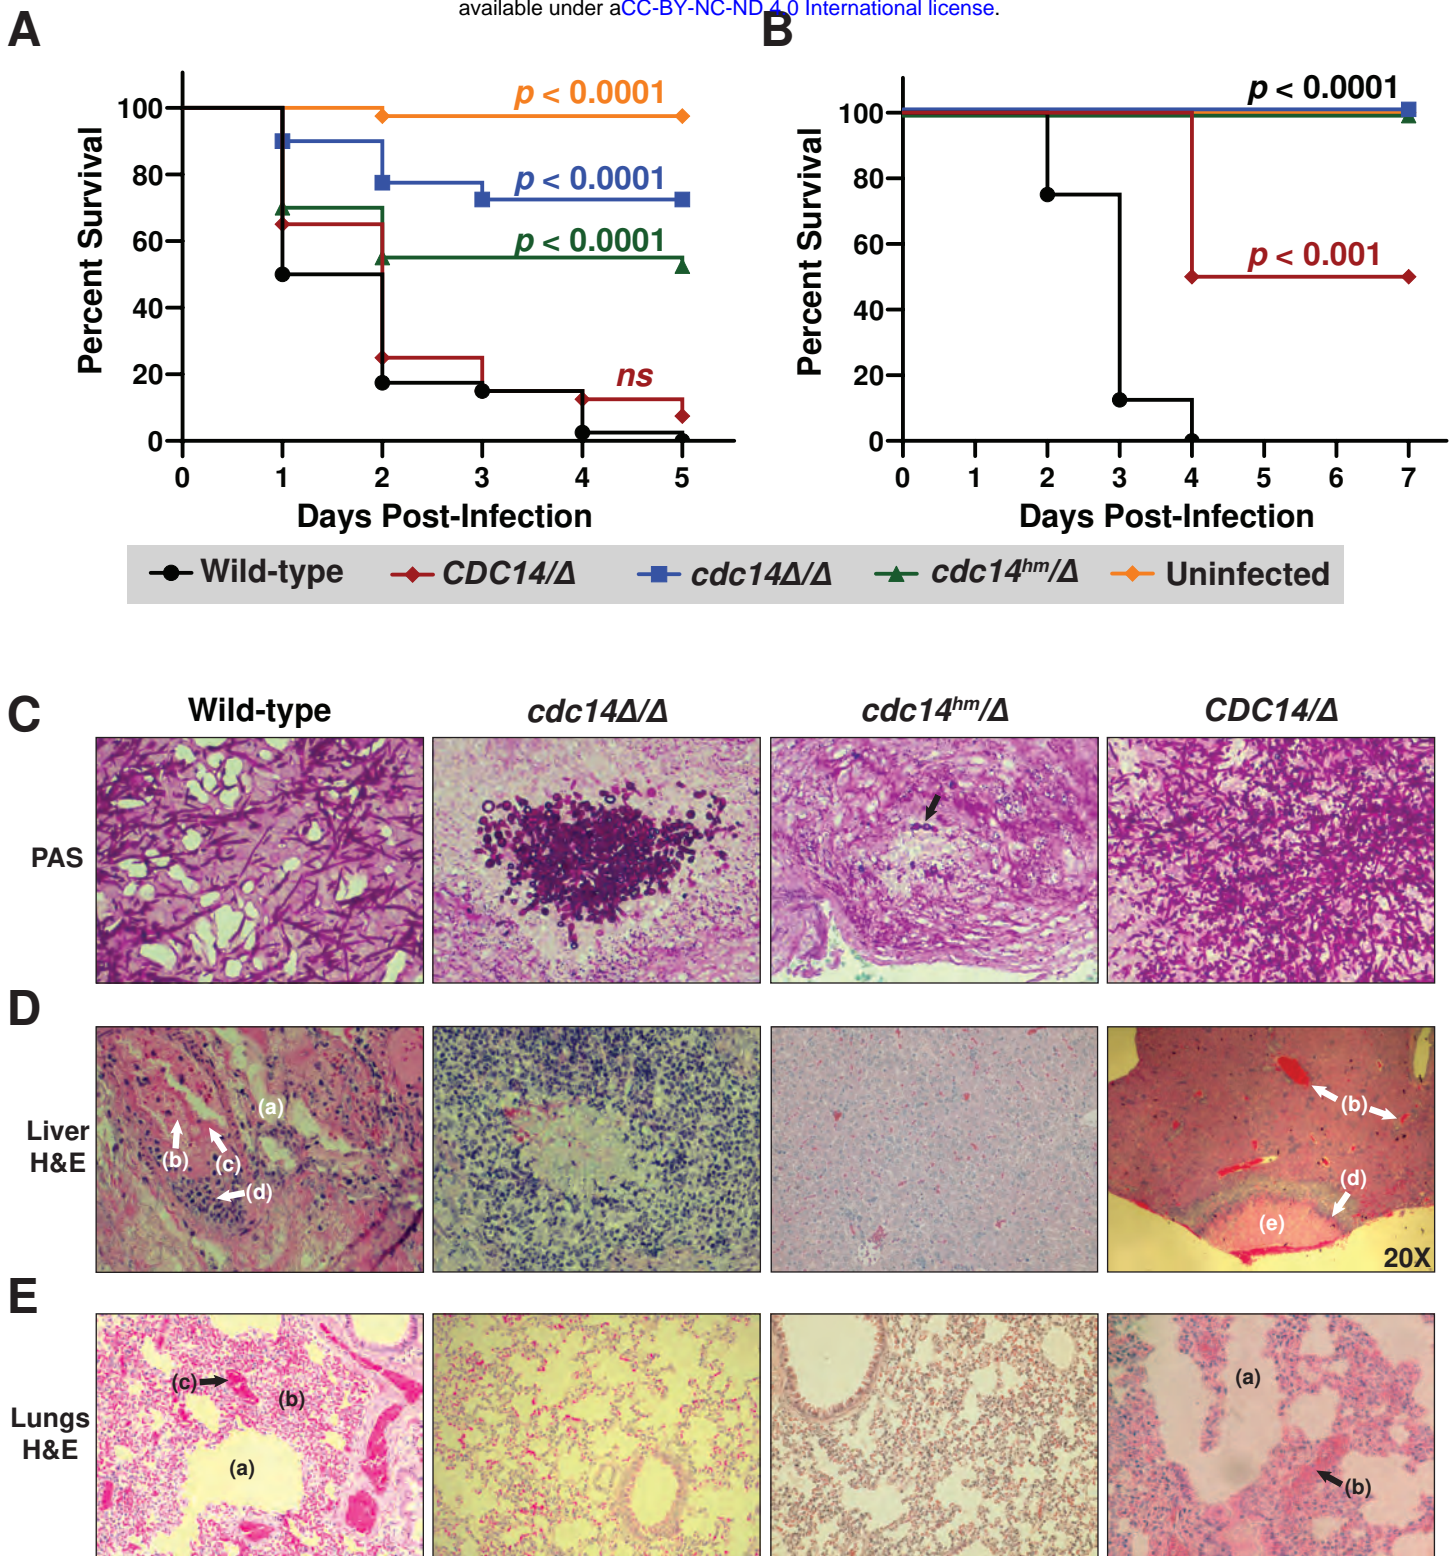 available under aCC-BY-NC-ND 4.0 International license.
A
B
p < 0.0001
p < 0.0001
p < 0.0001
ns
100
80
60
40
20
0
Percent Survival
0 1 2 3 4 5
Days Post-Infection
p < 0.0001
p < 0.001
100
80
60
40
20
0
Percent Survival
0 1 2 3 4 5 6 7
Days Post-Infection
Wild-type CDC14/Δ cdc14Δ/Δ cdc14hm/Δ Uninfected
C
Wild-type cdc14Δ/Δ cdc14hm/Δ CDC14/Δ
PAS
D
Liver
H&E
(a)
(b)
(c)
(d)
(b)
(d)
(e)
20X
E
Lungs
H&E
(c)
(b)
(a)
(a)
(b)